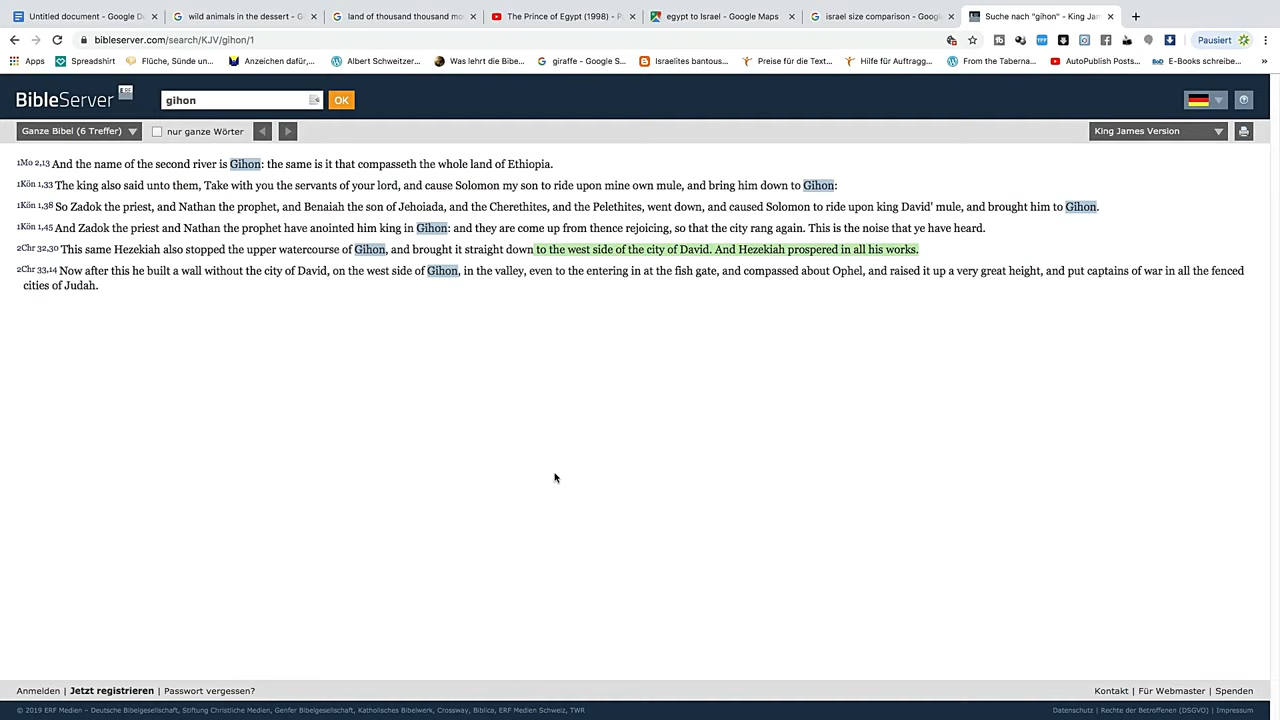 Untitled document - Google D
wild animals in the dessert - G
land of thousand thousand mo
The Prince of Egypt (1998) - P
egypt to Israel - Google Maps
israel size comparison - Googl
Suche nach "gihon" - King Jam
bibleserver.com/search/KJV/gihon/1
Pausiert
Apps
Spreadshirt
Flüche, Sünde un...
Anzeichen dafür,...
Albert Schweitzer...
Was lehrt die Bibe...
giraffe - Google S...
Israelites bantous...
Preise für die Text...
Hilfe für Auftragg...
From the Taberna...
AutoPublish Posts...
E-Books schreibe...
BibleServer ERF
gihon
OK
Ganze Bibel (6 Treffer)
nur ganze Wörter
King James Version
1Mo 2,13 And the name of the second river is Gihon: the same is it that compasseth the whole land of Ethiopia.
1Kön 1,33 The king also said unto them, Take with you the servants of your lord, and cause Solomon my son to ride upon mine own mule, and bring him down to Gihon:
1Kön 1,38 So Zadok the priest, and Nathan the prophet, and Benaiah the son of Jehoiada, and the Cherethites, and the Pelethites, went down, and caused Solomon to ride upon king David' mule, and brought him to Gihon.
1Kön 1,45 And Zadok the priest and Nathan the prophet have anointed him king in Gihon: and they are come up from thence rejoicing, so that the city rang again. This is the noise that ye have heard.
2Chr 32,30 This same Hezekiah also stopped the upper watercourse of Gihon, and brought it straight down to the west side of the city of David. And Hezekiah prospered in all his works.
2Chr 33,14 Now after this he built a wall without the city of David, on the west side of Gihon, in the valley, even to the entering in at the fish gate, and compassed about Ophel, and raised it up a very great height, and put captains of war in all the fenced
cities of Judah.
Anmelden | Jetzt registrieren | Passwort vergessen?
Kontakt | Für Webmaster | Spenden
© 2019 ERF Medien – Deutsche Bibelgesellschaft, Stiftung Christliche Medien, Genfer Bibelgesellschaft, Katholisches Bibelwerk, Crossway, Biblica, ERF Medien Schweiz, TWR
Datenschutz | Rechte der Betroffenen (DSGVO) | Impressum